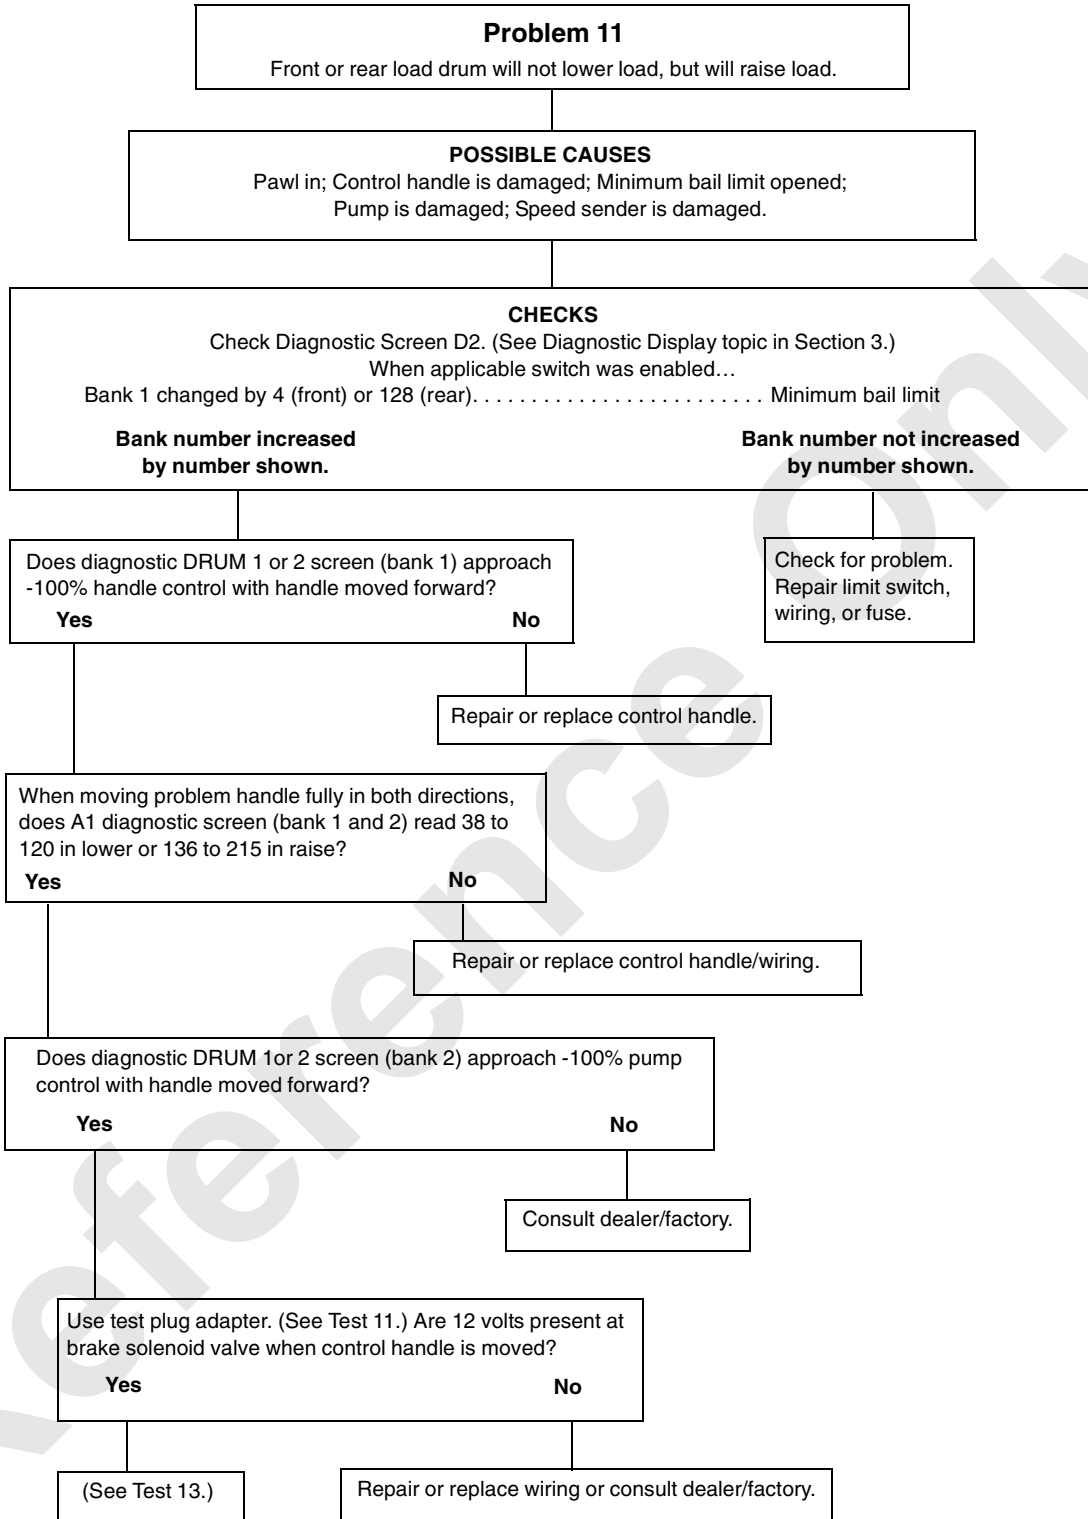 Problem 11
Front or rear load drum will not lower load, but will raise load.
POSSIBLE CAUSES
Pawl in; Control handle is damaged; Minimum bail limit opened;
Pump is damaged; Speed sender is damaged.
CHECKS
Check Diagnostic Screen D2. (See Diagnostic Display topic in Section 3.)
When applicable switch was enabled…
Bank 1 changed by 4 (front) or 128 (rear). . . . . . . . . . . . . . . . . . . . . . . . . Minimum bail limit
Bank number increased
by number shown.
Bank number not increased
by number shown.
Does diagnostic DRUM 1 or 2 screen (bank 1) approach
-100% handle control with handle moved forward?
Yes
No
Check for problem.
Repair limit switch,
wiring, or fuse.
Repair or replace control handle.
When moving problem handle fully in both directions,
does A1 diagnostic screen (bank 1 and 2) read 38 to
120 in lower or 136 to 215 in raise?
Yes
No
Repair or replace control handle/wiring.
Does diagnostic DRUM 1or 2 screen (bank 2) approach -100% pump
control with handle moved forward?
Yes
No
Consult dealer/factory.
Use test plug adapter. (See Test 11.) Are 12 volts present at
brake solenoid valve when control handle is moved?
Yes
No
(See Test 13.)
Repair or replace wiring or consult dealer/factory.
Reference Only